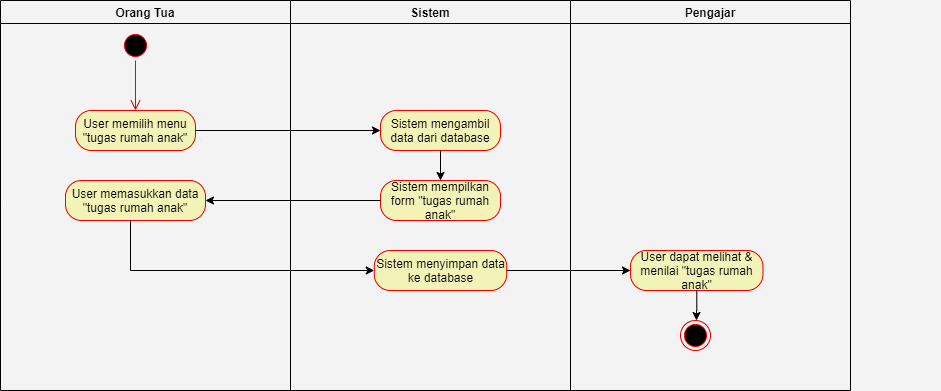 Orang Tua
Sistem
Pengajar
User memilih menu
"tugas rumah anak"
Sistem mengambil
data dari database
User memasukkan data
"tugas rumah anak"
Sistem mempilkan
form "tugas rumah
anak"
Sistem menyimpan data
ke database
User dapat melihat &
menilai "tugas rumah
anak"